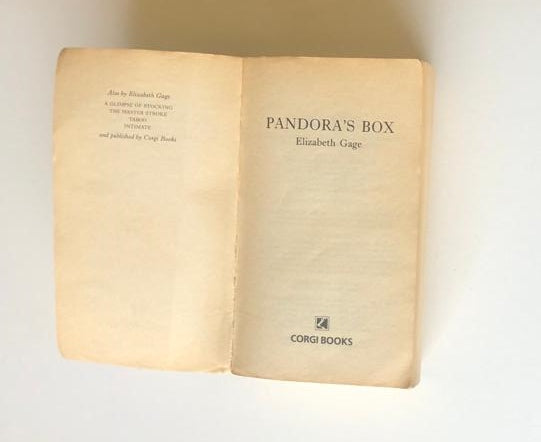 Also by Elizabeth Gage
A GLIMPSE OF STOCKING
THE MASTER STROKE
TABOO
INTIMATE
and published by Corgi Books
PANDORA'S BOX
Elizabeth Gage
CORGI BOOKS